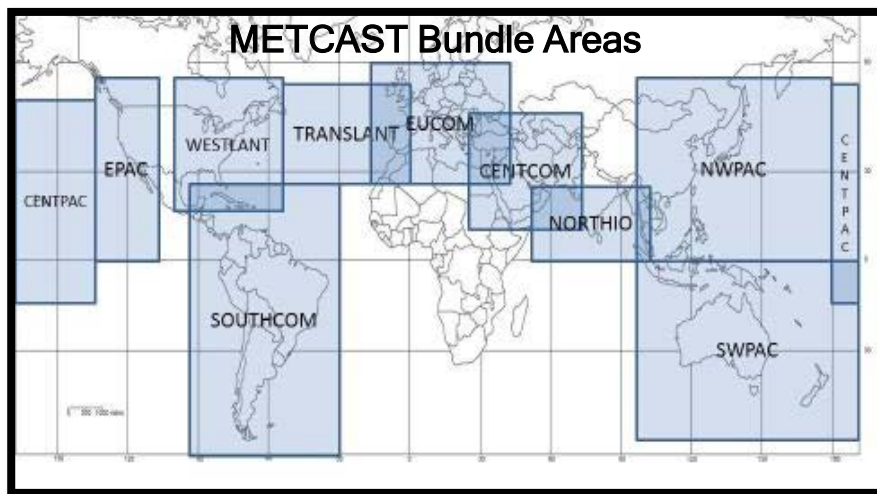 METCAST Bundle Areas
EUCOM
TRANSLANT
WESTLANT
CENTCOM
EPAC
NWPAC
CENTPAC
CENTPAC
NORTHIO
SOUTHCOM
SWPAC